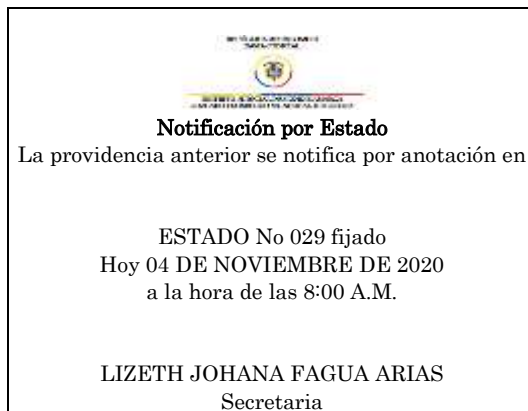 Notificación por Estado
La providencia anterior se notifica por anotación en
ESTADO No 029 fijado
Hoy 04 DE NOVIEMBRE DE 2020
a la hora de las 8:00 A.M.
LIZETH JOHANA FAGUA ARIAS
Secretaria